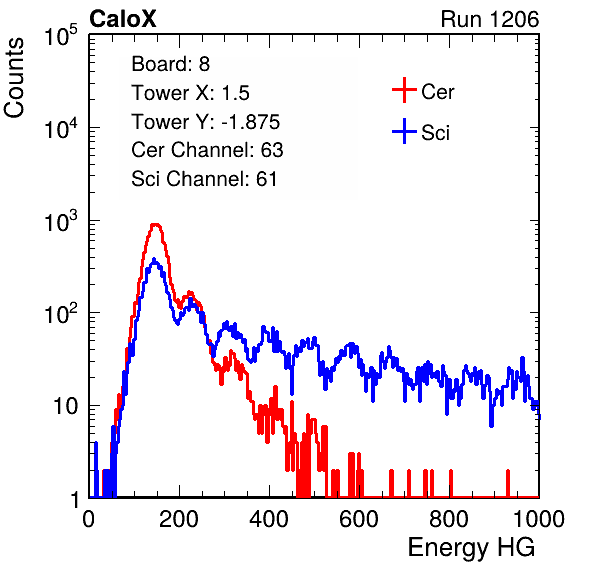 CaloX Run 1206
Counts
10^5
10^4
10^3
10^2
10
1
Board: 8
Tower X: 1.5
Tower Y: -1.875
Cer Channel: 63
Sci Channel: 61
Cer
Sci
0 200 400 600 800 1000
Energy HG